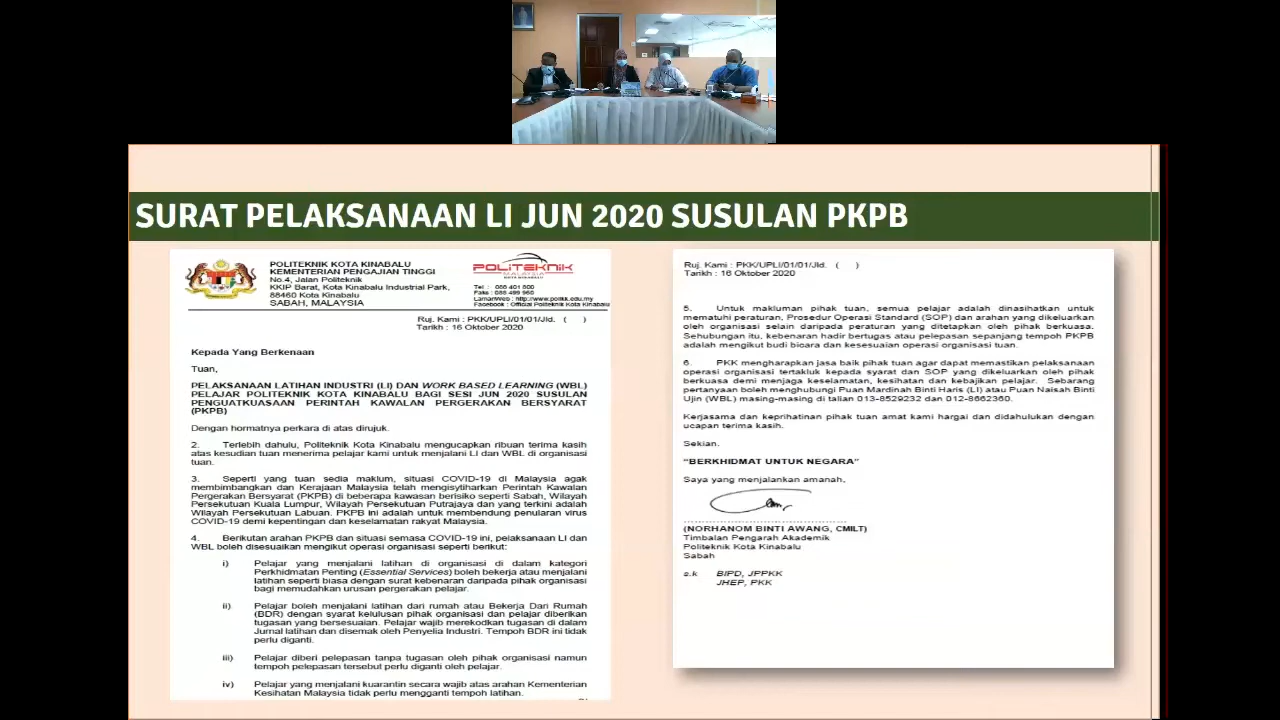 SURAT PELAKSANAAN LI JUN 2020 SUSULAN PKPB
POLITEKNIK KOTA KINABALU
KEMENTERIAN PENGAJIAN TINGGI
No.4, Jalan Politeknik
KKIP Barat, Kota Kinabalu Industrial Park,
88460 Kota Kinabalu
SABAH, MALAYSIA
POLITEKNIK
MALAYSIA
KOTA KINABALU
Tel : 088 401 800
Faks : 088 499 960
LamanWeb : http://www.polikk.edu.my
Facebook : Official Politeknik Kota Kinabalu
Ruj. Kami : PKK/UPLI/01/01/Jld. ( )
Tarikh : 16 Oktober 2020
Kepada Yang Berkenaan
Tuan,
PELAKSANAAN LATIHAN INDUSTRI (LI) DAN WORK BASED LEARNING (WBL)
PELAJAR POLITEKNIK KOTA KINABALU BAGI SESI JUN 2020 SUSULAN
PENGUATKUASAAN PERINTAH KAWALAN PERGERAKAN BERSYARAT
(PKPB)
Dengan hormatnya perkara di atas dirujuk.
2. Terlebih dahulu, Politeknik Kota Kinabalu mengucapkan ribuan terima kasih
atas kesudian tuan menerima pelajar kami untuk menjalani LI dan WBL di organisasi
tuan.
3. Seperti yang tuan sedia maklum, situasi COVID-19 di Malaysia agak
membimbangkan dan Kerajaan Malaysia telah mengisytiharkan Perintah Kawalan
Pergerakan Bersyarat (PKPB) di beberapa kawasan berisiko seperti Sabah, Wilayah
Persekutuan Kuala Lumpur, Wilayah Persekutuan Putrajaya dan yang terkini adalah
Wilayah Persekutuan Labuan. PKPB ini adalah untuk membendung penularan virus
COVID-19 demi kepentingan dan keselamatan rakyat Malaysia.
4. Berikutan arahan PKPB dan situasi semasa COVID-19 ini, pelaksanaan LI dan
WBL boleh disesuaikan mengikut operasi organisasi seperti berikut:
i) Pelajar yang menjalani latihan di organisasi di dalam kategori
Perkhidmatan Penting (Essential Services) boleh bekerja atau menjalani
latihan seperti biasa dengan surat kebenaran daripada pihak organisasi
bagi memudahkan urusan pergerakan pelajar.
ii) Pelajar boleh menjalani latihan dari rumah atau Bekerja Dari Rumah
(BDR) dengan syarat kelulusan pihak organisasi dan pelajar diberikan
tugasan yang bersesuaian. Pelajar wajib merekodkan tugasan di dalam
Jurnal latihan dan disemak oleh Penyelia Industri. Tempoh BDR ini tidak
perlu diganti.
iii) Pelajar diberi pelepasan tanpa tugasan oleh pihak organisasi namun
tempoh pelepasan tersebut perlu diganti oleh pelajar.
iv) Pelajar yang menjalani kuarantin secara wajib atas arahan Kementerian
Kesihatan Malaysia tidak perlu mengganti tempoh latihan.
Ruj. Kami : PKK/UPLI/01/01/Jld. ( )
Tarikh : 16 Oktober 2020
5. Untuk makluman pihak tuan, semua pelajar adalah dinasihatkan untuk
mematuhi peraturan, Prosedur Operasi Standard (SOP) dan arahan yang dikeluarkan
oleh organisasi selain daripada peraturan yang ditetapkan oleh pihak berkuasa.
Sehubungan itu, kebenaran hadir bertugas atau pelepasan sepanjang tempoh PKPB
adalah mengikut budi bicara dan kesesuaian operasi organisasi tuan.
6. PKK mengharapkan jasa baik pihak tuan agar dapat memastikan pelaksanaan
operasi organisasi tertakluk kepada syarat dan SOP yang dikeluarkan oleh pihak
berkuasa demi menjaga keselamatan, kesihatan dan kebajikan pelajar. Sebarang
pertanyaan boleh menghubungi Puan Mardinah Binti Haris (LI) atau Puan Naisah Binti
Ujin (WBL) masing-masing di talian 013-8529232 dan 012-8662360.
Kerjasama dan keprihatinan pihak tuan amat kami hargai dan didahulukan dengan
ucapan terima kasih.
Sekian.
"BERKHIDMAT UNTUK NEGARA"
Saya yang menjalankan amanah,
(NORHANOM BINTI AWANG, CMILT)
Timbalan Pengarah Akademik
Politeknik Kota Kinabalu
Sabah
s.k BIPD, JPPKK
JHEP, PKK